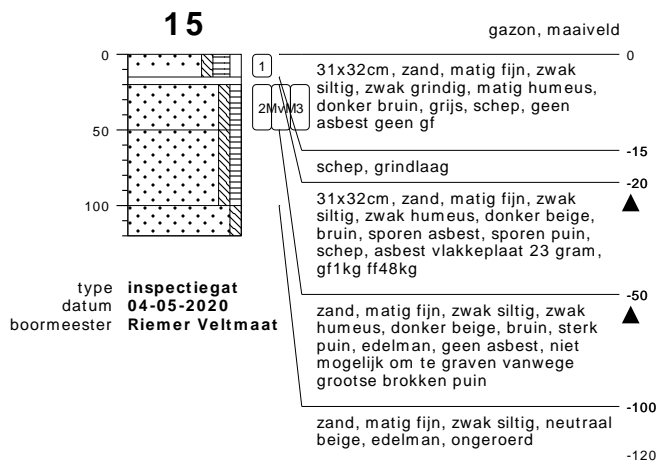 15
gazon, maaiveld
0
50
100
1
2
Mv
M3
0
31x32cm, zand, matig fijn, zwak
siltig, zwak grindig, matig humeus,
donker bruin, grijs, schep, geen
asbest geen gf
-15
schep, grindlaag
-20
31x32cm, zand, matig fijn, zwak
siltig, zwak humeus, donker beige,
bruin, sporen asbest, sporen puin,
schep, asbest vlakkeplaat 23 gram,
gf1kg ff48kg
-50
zand, matig fijn, zwak siltig, zwak
humeus, donker beige, bruin, sterk
puin, edelman, geen asbest, niet
mogelijk om te graven vanwege
grootse brokken puin
-100
zand, matig fijn, zwak siltig, neutraal
beige, edelman, ongeroerd
-120
type inspectiegat
datum 04-05-2020
boormeester Riemer Veltmaat